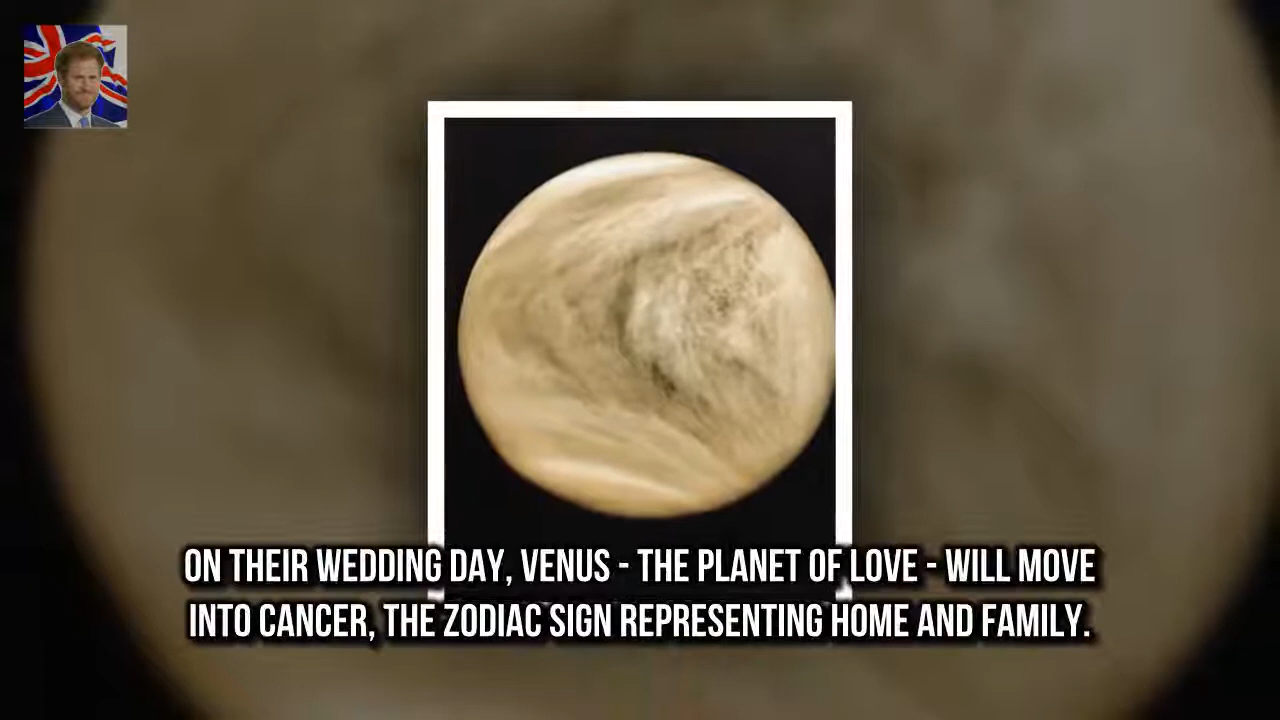 ON THEIR WEDDING DAY, VENUS - THE PLANET OF LOVE - WILL MOVE
INTO CANCER, THE ZODIAC SIGN REPRESENTING HOME AND FAMILY.